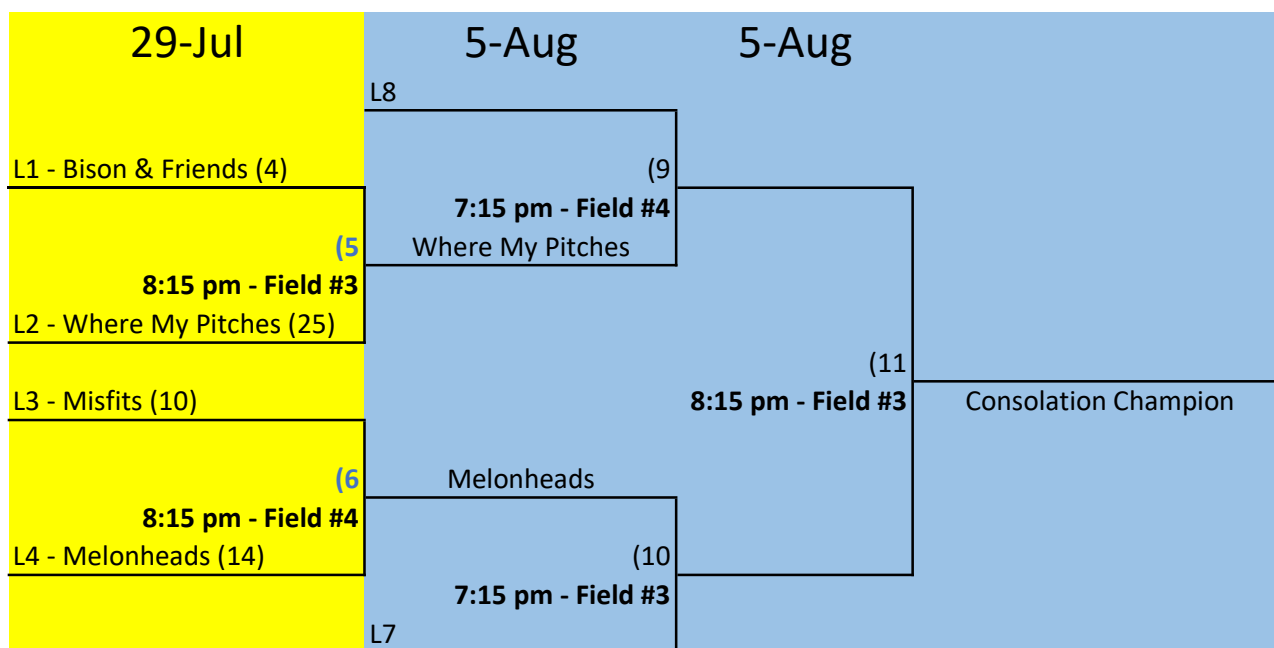 29-Jul 5-Aug 5-Aug
L8
L1 - Bison & Friends (4) (9
7:15 pm - Field #4
(5 Where My Pitches
8:15 pm - Field #3
L2 - Where My Pitches (25)
(11
L3 - Misfits (10) 8:15 pm - Field #3 Consolation Champion
(6 Melonheads
8:15 pm - Field #4
L4 - Melonheads (14) (10
7:15 pm - Field #3
L7